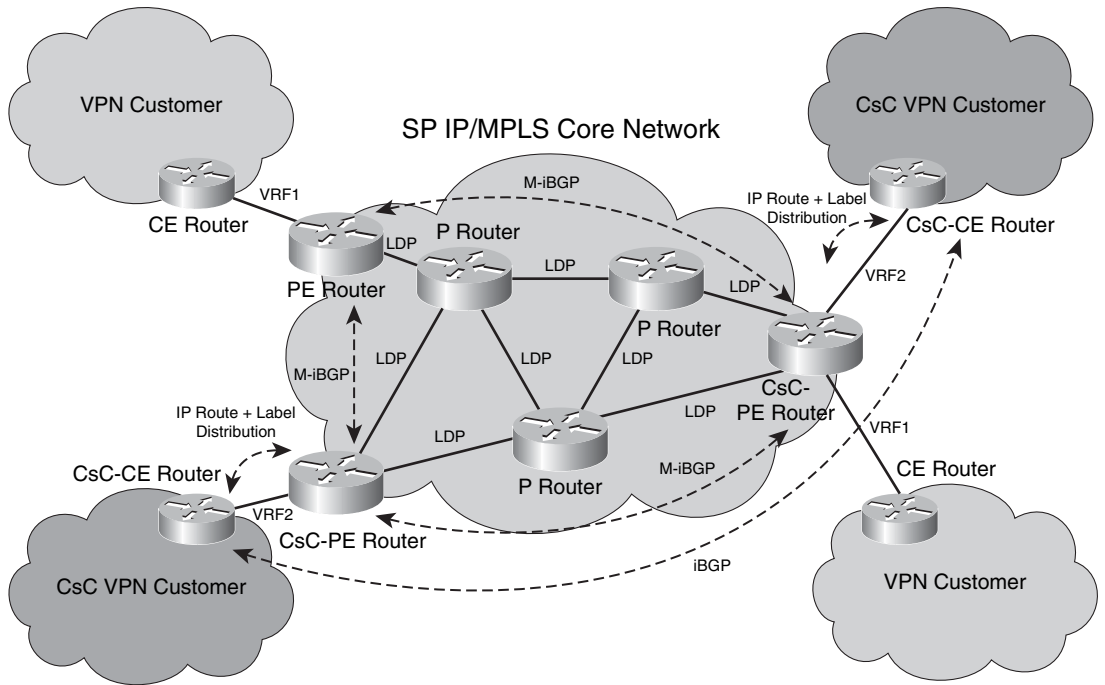 VPN Customer
CsC VPN Customer
SP IP/MPLS Core Network
M-iBGP
IP Route + Label
Distribution
VRF1
CE Router
CsC-CE Router
P Router
LDP
LDP
LDP
VRF2
PE Router
P Router
LDP
LDP
LDP
M-iBGP
CsC-
PE Router
LDP
IP Route + Label
Distribution
VRF1
LDP
M-iBGP
CE Router
CsC-CE Router
P Router
VRF2
CsC-PE Router
iBGP
CsC VPN Customer
VPN Customer